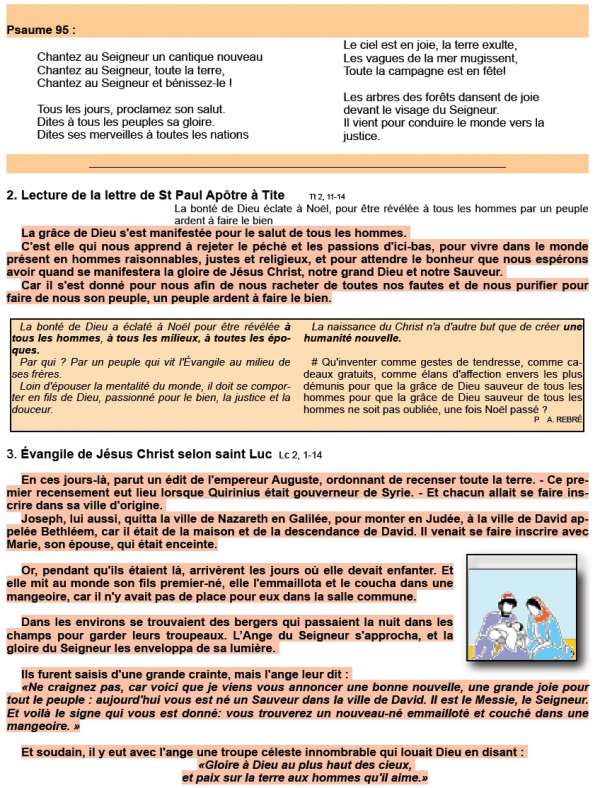 Psaume 95 :
Chantez au Seigneur un cantique nouveau
Chantez au Seigneur, toute la terre,
Chantez au Seigneur et bénissez-le !
Tous les jours, proclamez son salut.
Dites à tous les peuples sa gloire.
Dites ses merveilles à toutes les nations
Le ciel est en joie, la terre exulte,
Les vagues de la mer mugissent,
Toute la campagne est en fête!
Les arbres des forêts dansent de joie
devant le visage du Seigneur.
Il vient pour conduire le monde vers la
justice.
2. Lecture de la lettre de St Paul Apôtre à Tite Tt 2, 11-14
La bonté de Dieu éclate à Noël, pour être révélée à tous les hommes par un peuple
ardent à faire le bien
La grâce de Dieu s'est manifestée pour le salut de tous les hommes.
C'est elle qui nous apprend à rejeter le péché et les passions d'ici-bas, pour vivre dans le monde
présent en hommes raisonnables, justes et religieux, et pour attendre le bonheur que nous espérons
avoir quand se manifestera la gloire de Jésus Christ, notre grand Dieu et notre Sauveur.
Car il s'est donné pour nous afin de nous racheter de toutes nos fautes et de nous purifier pour
faire de nous son peuple, un peuple ardent à faire le bien.
La bonté de Dieu a éclaté à Noël pour être révélée à
tous les hommes, à tous les milieux, à toutes les épo-
ques.
Par qui ? Par un peuple qui vit l'Évangile au milieu de
ses frères.
Loin d'épouser la mentalité du monde, il doit se compor-
ter en fils de Dieu, passionné pour le bien, la justice et la
douceur.
La naissance du Christ n'a d'autre but que de créer une
humanité nouvelle.
# Qu'inventer comme gestes de tendresse, comme ca-
deaux gratuits, comme élans d'affection envers les plus
démunis pour que la grâce de Dieu sauveur de tous les
hommes pour que la grâce de Dieu sauveur de tous les
hommes ne soit pas oubliée, une fois Noël passé ?
P A. REBRÉ
3. Évangile de Jésus Christ selon saint Luc Lc 2, 1-14
En ces jours-là, parut un édit de l'empereur Auguste, ordonnant de recenser toute la terre. - Ce pre-
mier recensement eut lieu lorsque Quirinius était gouverneur de Syrie. - Et chacun allait se faire ins-
crire dans sa ville d'origine.
Joseph, lui aussi, quitta la ville de Nazareth en Galilée, pour monter en Judée, à la ville de David ap-
pelée Bethléem, car il était de la maison et de la descendance de David. Il venait se faire inscrire avec
Marie, son épouse, qui était enceinte.
Or, pendant qu'ils étaient là, arrivèrent les jours où elle devait enfanter. Et
elle mit au monde son fils premier-né, elle l'emmaillota et le coucha dans une
mangeoire, car il n'y avait pas de place pour eux dans la salle commune.
Dans les environs se trouvaient des bergers qui passaient la nuit dans les
champs pour garder leurs troupeaux. L'Ange du Seigneur s'approcha, et la
gloire du Seigneur les enveloppa de sa lumière.
Ils furent saisis d'une grande crainte, mais l'ange leur dit :
«Ne craignez pas, car voici que je viens vous annoncer une bonne nouvelle, une grande joie pour
tout le peuple : aujourd'hui vous est né un Sauveur dans la ville de David. Il est le Messie, le Seigneur.
Et voilà le signe qui vous est donné: vous trouverez un nouveau-né emmailloté et couché dans une
mangeoire. »
Et soudain, il y eut avec l'ange une troupe céleste innombrable qui louait Dieu en disant :
«Gloire à Dieu au plus haut des cieux,
et paix sur la terre aux hommes qu'il aime.»